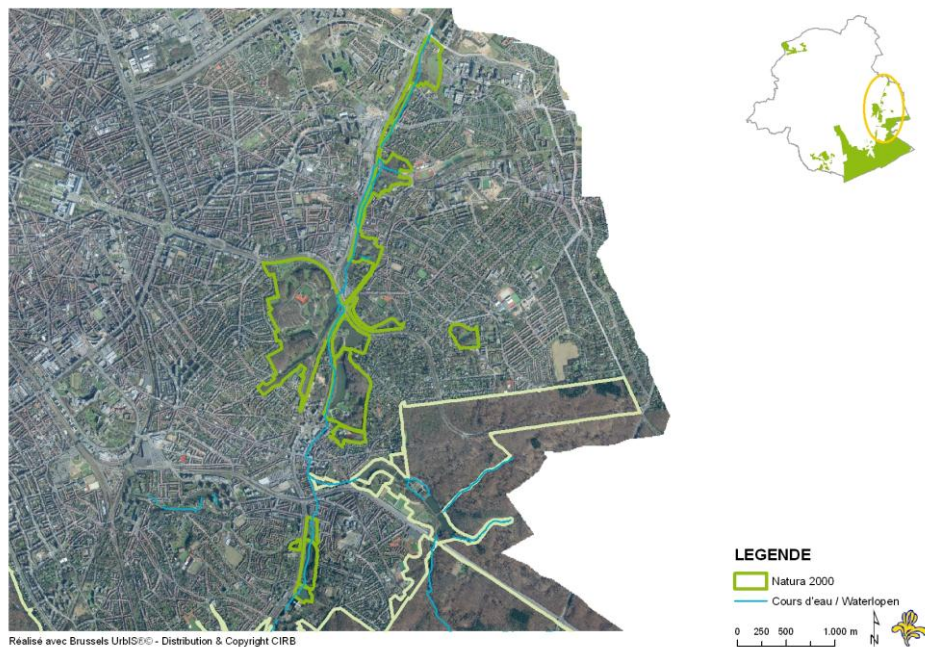 LEGENDE
Natura 2000
Cours d'eau / Waterlopen
0 250 500 1.000 m
N
Réalisé avec Brussels UrbIS®© - Distribution & Copyright CIRB